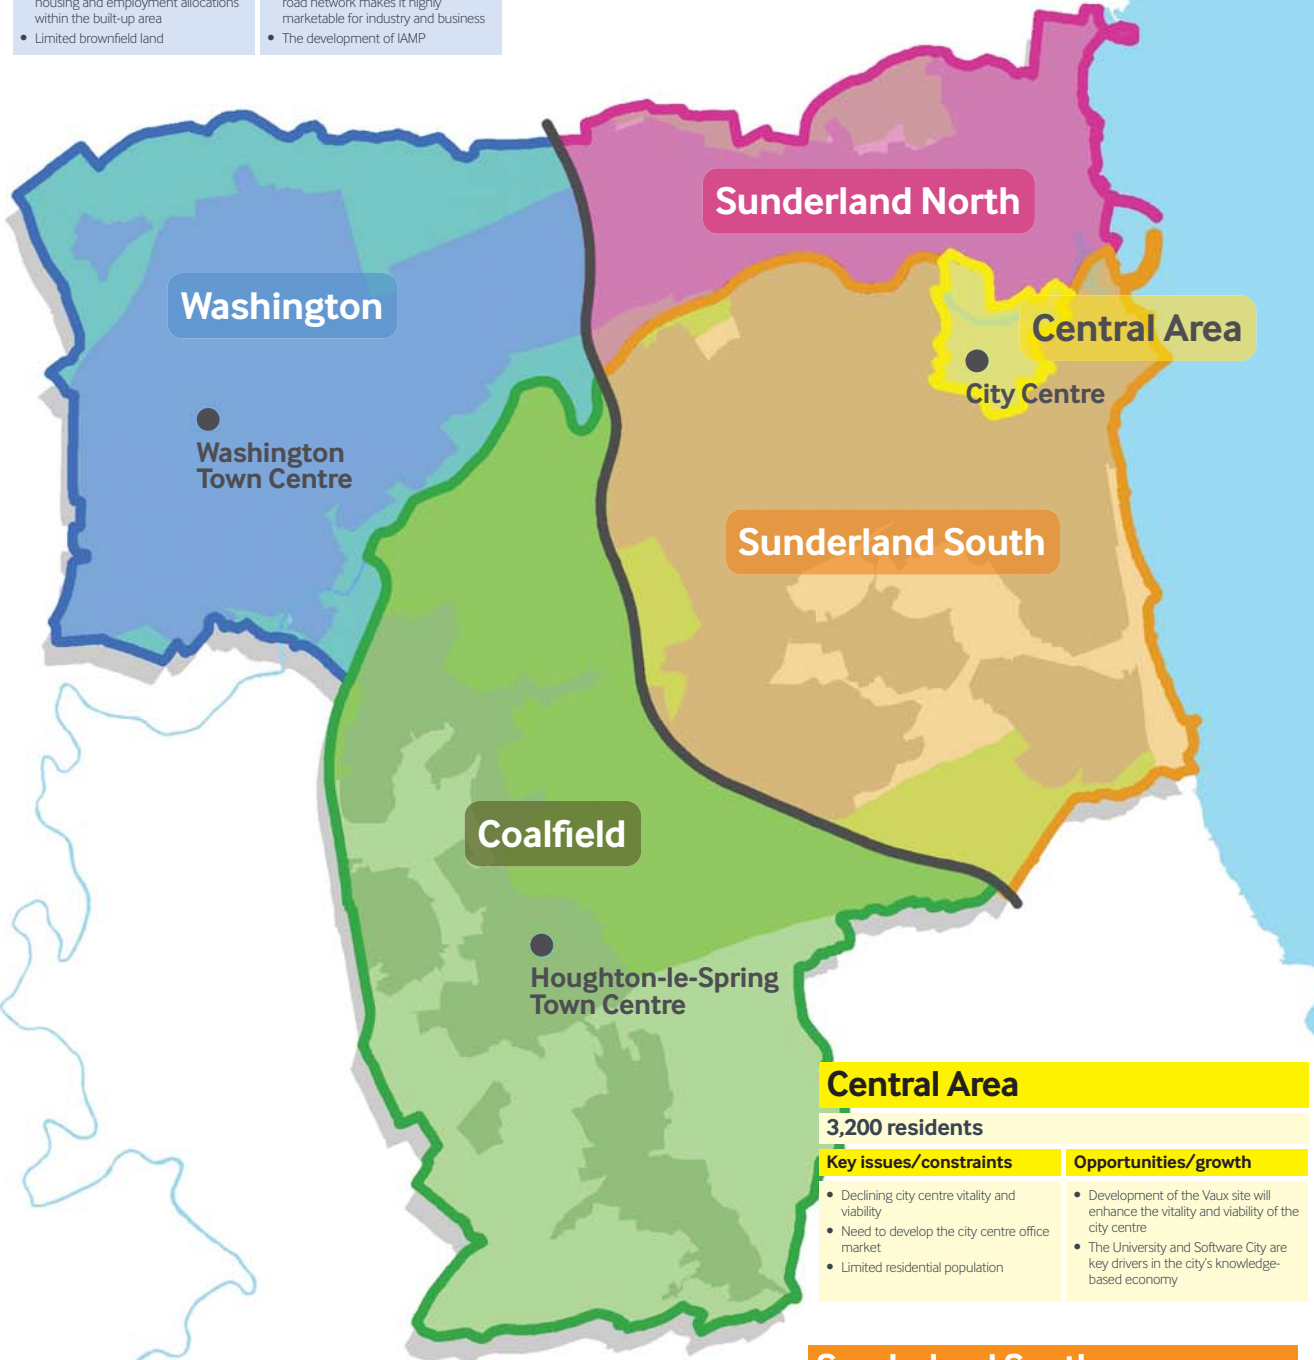 housing and employment allocations
within the built-up area
• Limited brownfield land
road network makes it highly
marketable for industry and business
• The development of IAMP
Sunderland North
Washington
Central Area
City Centre
Washington
Town Centre
Sunderland South
Coalfield
Houghton-le-Spring
Town Centre
Central Area
3,200 residents
Key issues/constraints
• Declining city centre vitality and
viability
• Need to develop the city centre office
market
• Limited residential population
Opportunities/growth
• Development of the Vaux site will
enhance the vitality and viability of the
city centre
• The University and Software City are
key drivers in the city's knowledge-
based economy
Sunderland South